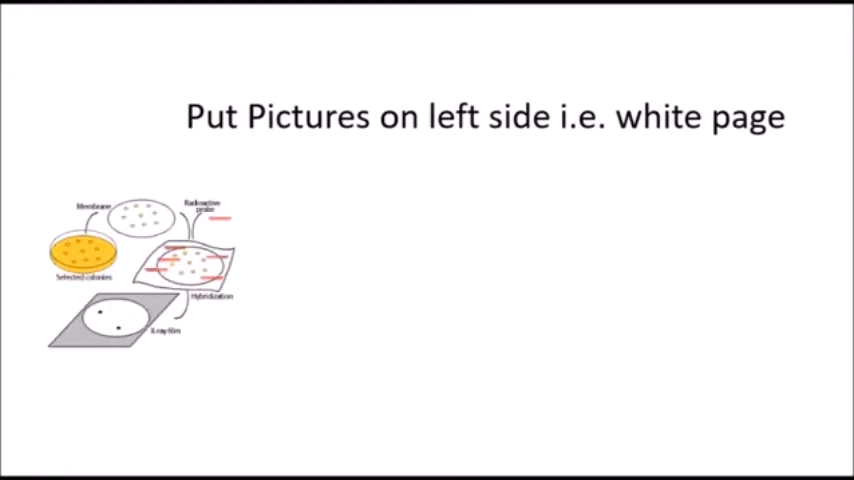 Put Pictures on left side i.e. white page
Membrane
Radioactive
probe
Selected colonies
Hybridization
X-ray film